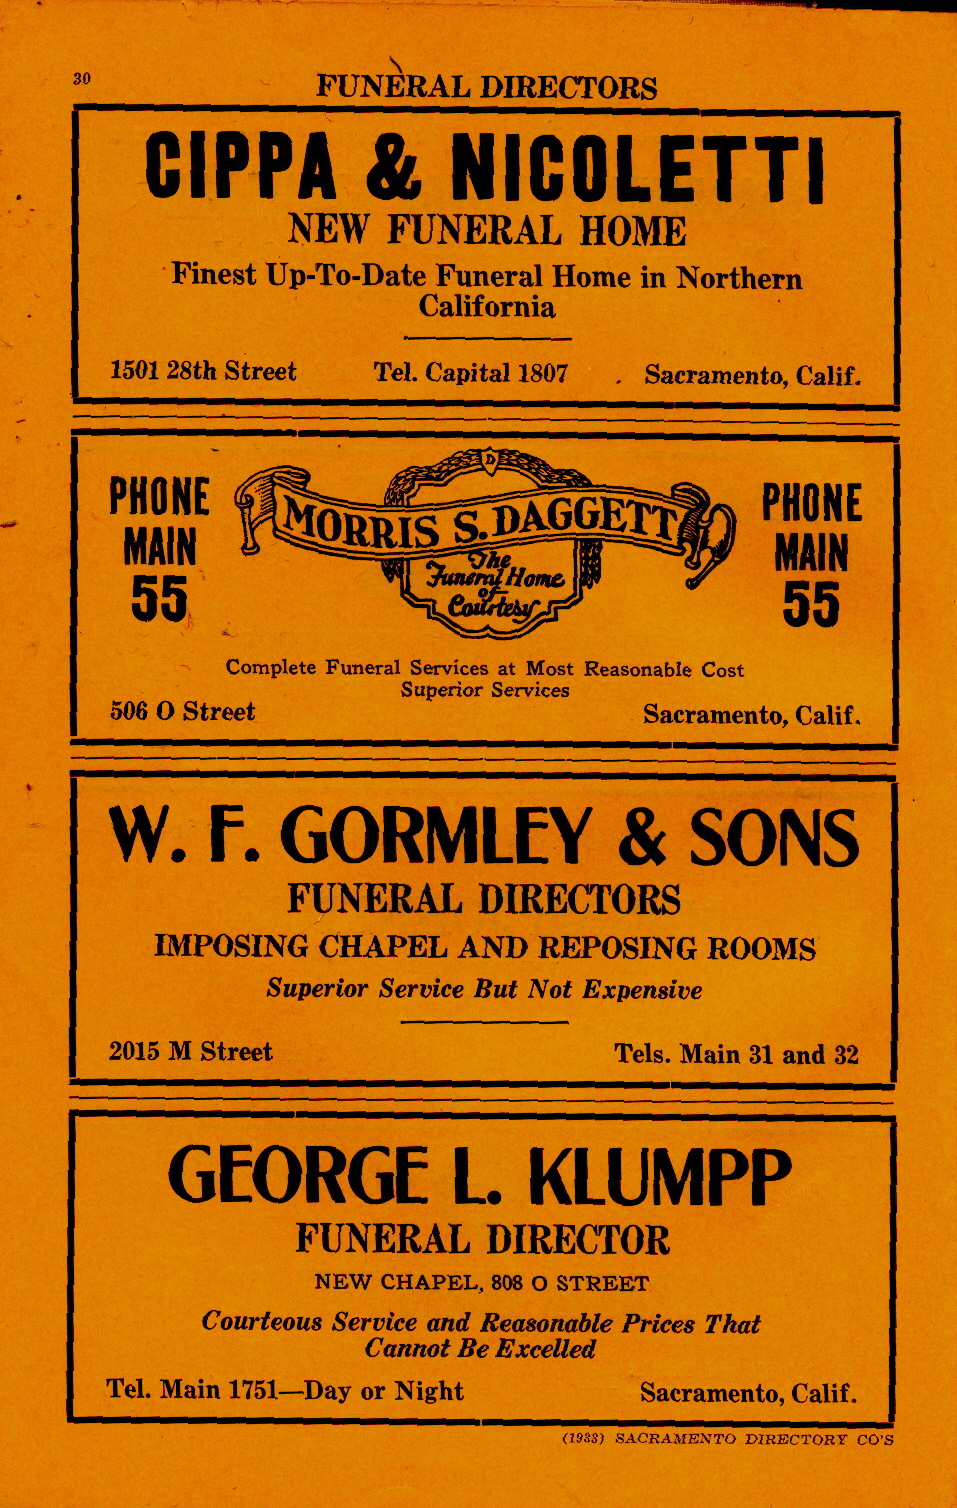 30
FUNERAL DIRECTORS
CIPPA & NICOLETTI
NEW FUNERAL HOME
Finest Up-To-Date Funeral Home in Northern
California
1501 28th Street Tel. Capital 1807 Sacramento, Calif.
PHONE
MAIN
55
D
MORRIS S. DAGGETT
The
Funeral Home
of
Courtesy
PHONE
MAIN
55
Complete Funeral Services at Most Reasonable Cost
Superior Services
506 O Street Sacramento, Calif.
W. F. GORMLEY & SONS
FUNERAL DIRECTORS
IMPOSING CHAPEL AND REPOSING ROOMS
Superior Service But Not Expensive
2015 M Street Tels. Main 31 and 32
GEORGE L. KLUMPP
FUNERAL DIRECTOR
NEW CHAPEL, 808 O STREET
Courteous Service and Reasonable Prices That
Cannot Be Excelled
Tel. Main 1751—Day or Night Sacramento, Calif.
(1933) SACRAMENTO DIRECTORY CO'S